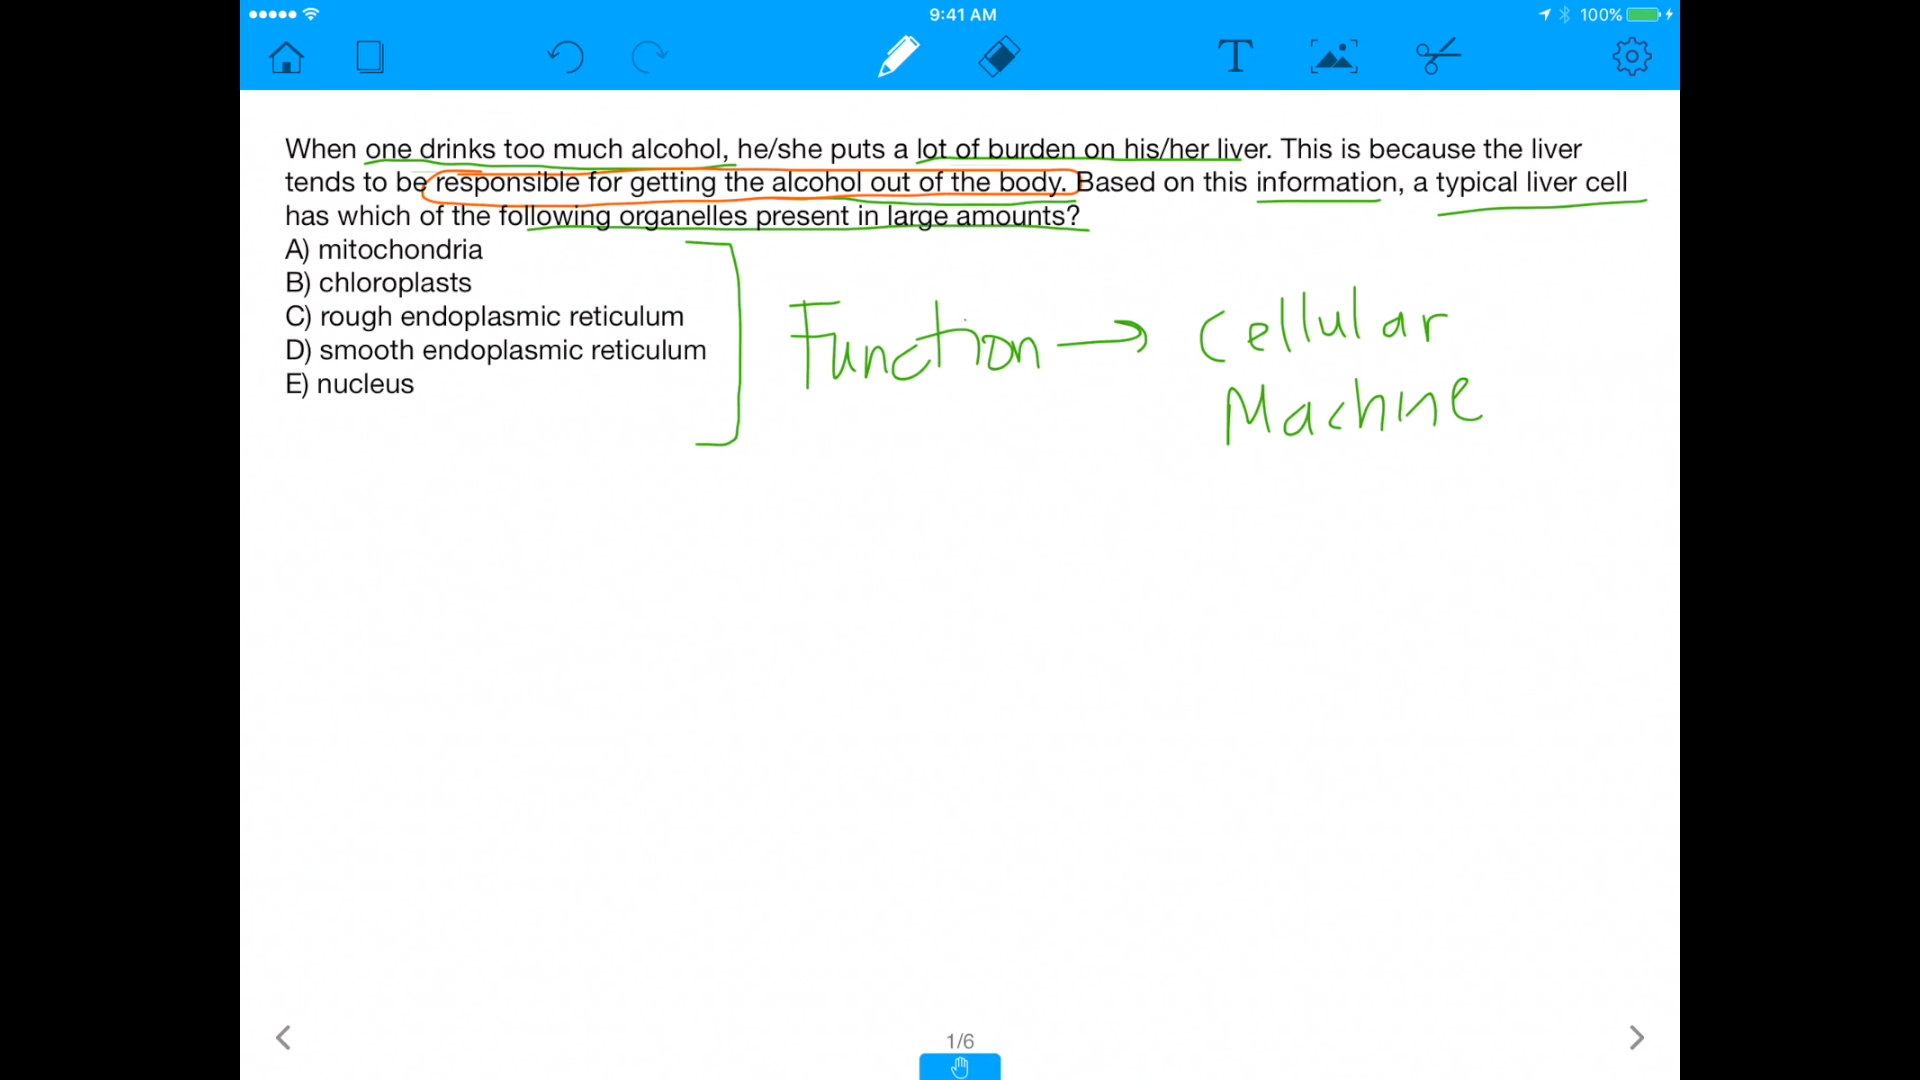 9:41 AM
100%
T
When one drinks too much alcohol, he/she puts a lot of burden on his/her liver. This is because the liver
tends to be responsible for getting the alcohol out of the body. Based on this information, a typical liver cell
has which of the following organelles present in large amounts?
A) mitochondria
B) chloroplasts
C) rough endoplasmic reticulum
D) smooth endoplasmic reticulum
E) nucleus
Function → Cellular
Machine
1/6